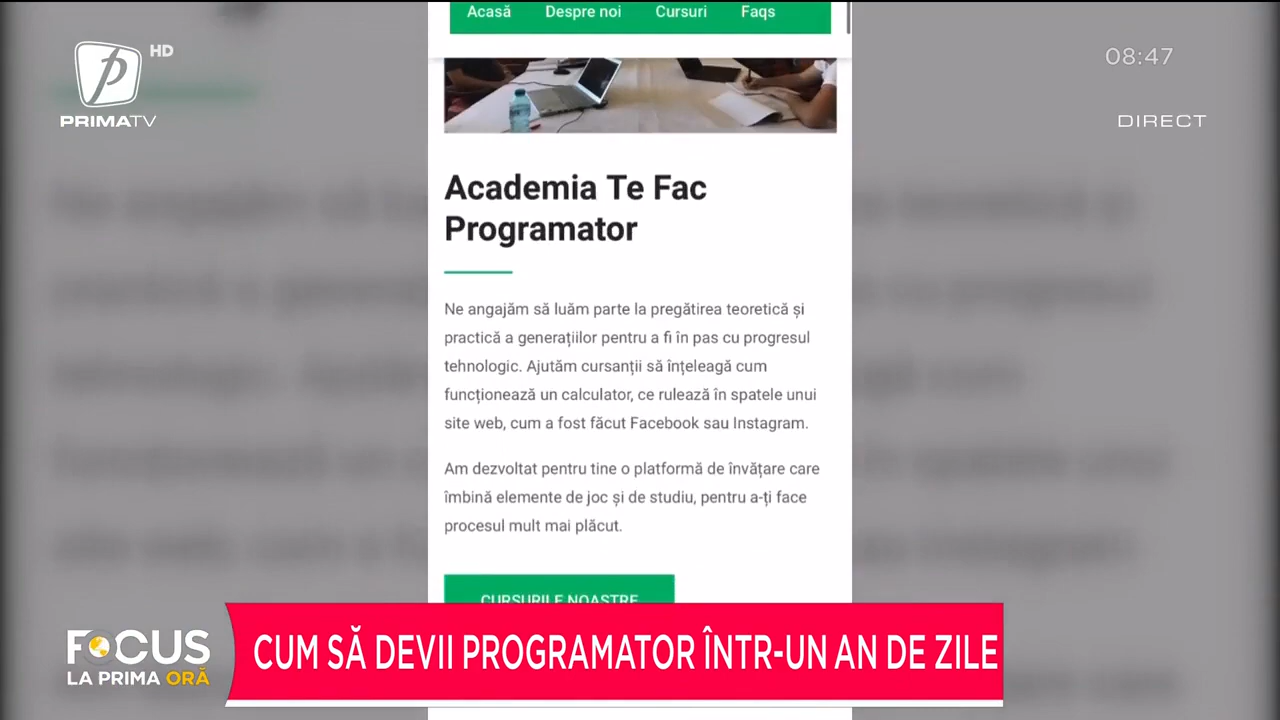 Acasă Despre noi Cursuri Faqs
HD
PRIMATV
08:47
DIRECT
Academia Te Fac
Programator
Ne angajăm să luăm parte la pregătirea teoretică și
practică a generațiilor pentru a fi în pas cu progresul
tehnologic. Ajutăm cursanții să înțeleagă cum
funcționează un calculator, ce rulează în spatele unui
site web, cum a fost făcut Facebook sau Instagram.
Am dezvoltat pentru tine o platformă de învățare care
îmbină elemente de joc și de studiu, pentru a-ți face
procesul mult mai plăcut.
CURSURILE NOASTRE
FOCUS
LA PRIMA ORĂ
CUM SĂ DEVII PROGRAMATOR ÎNTR-UN AN DE ZILE